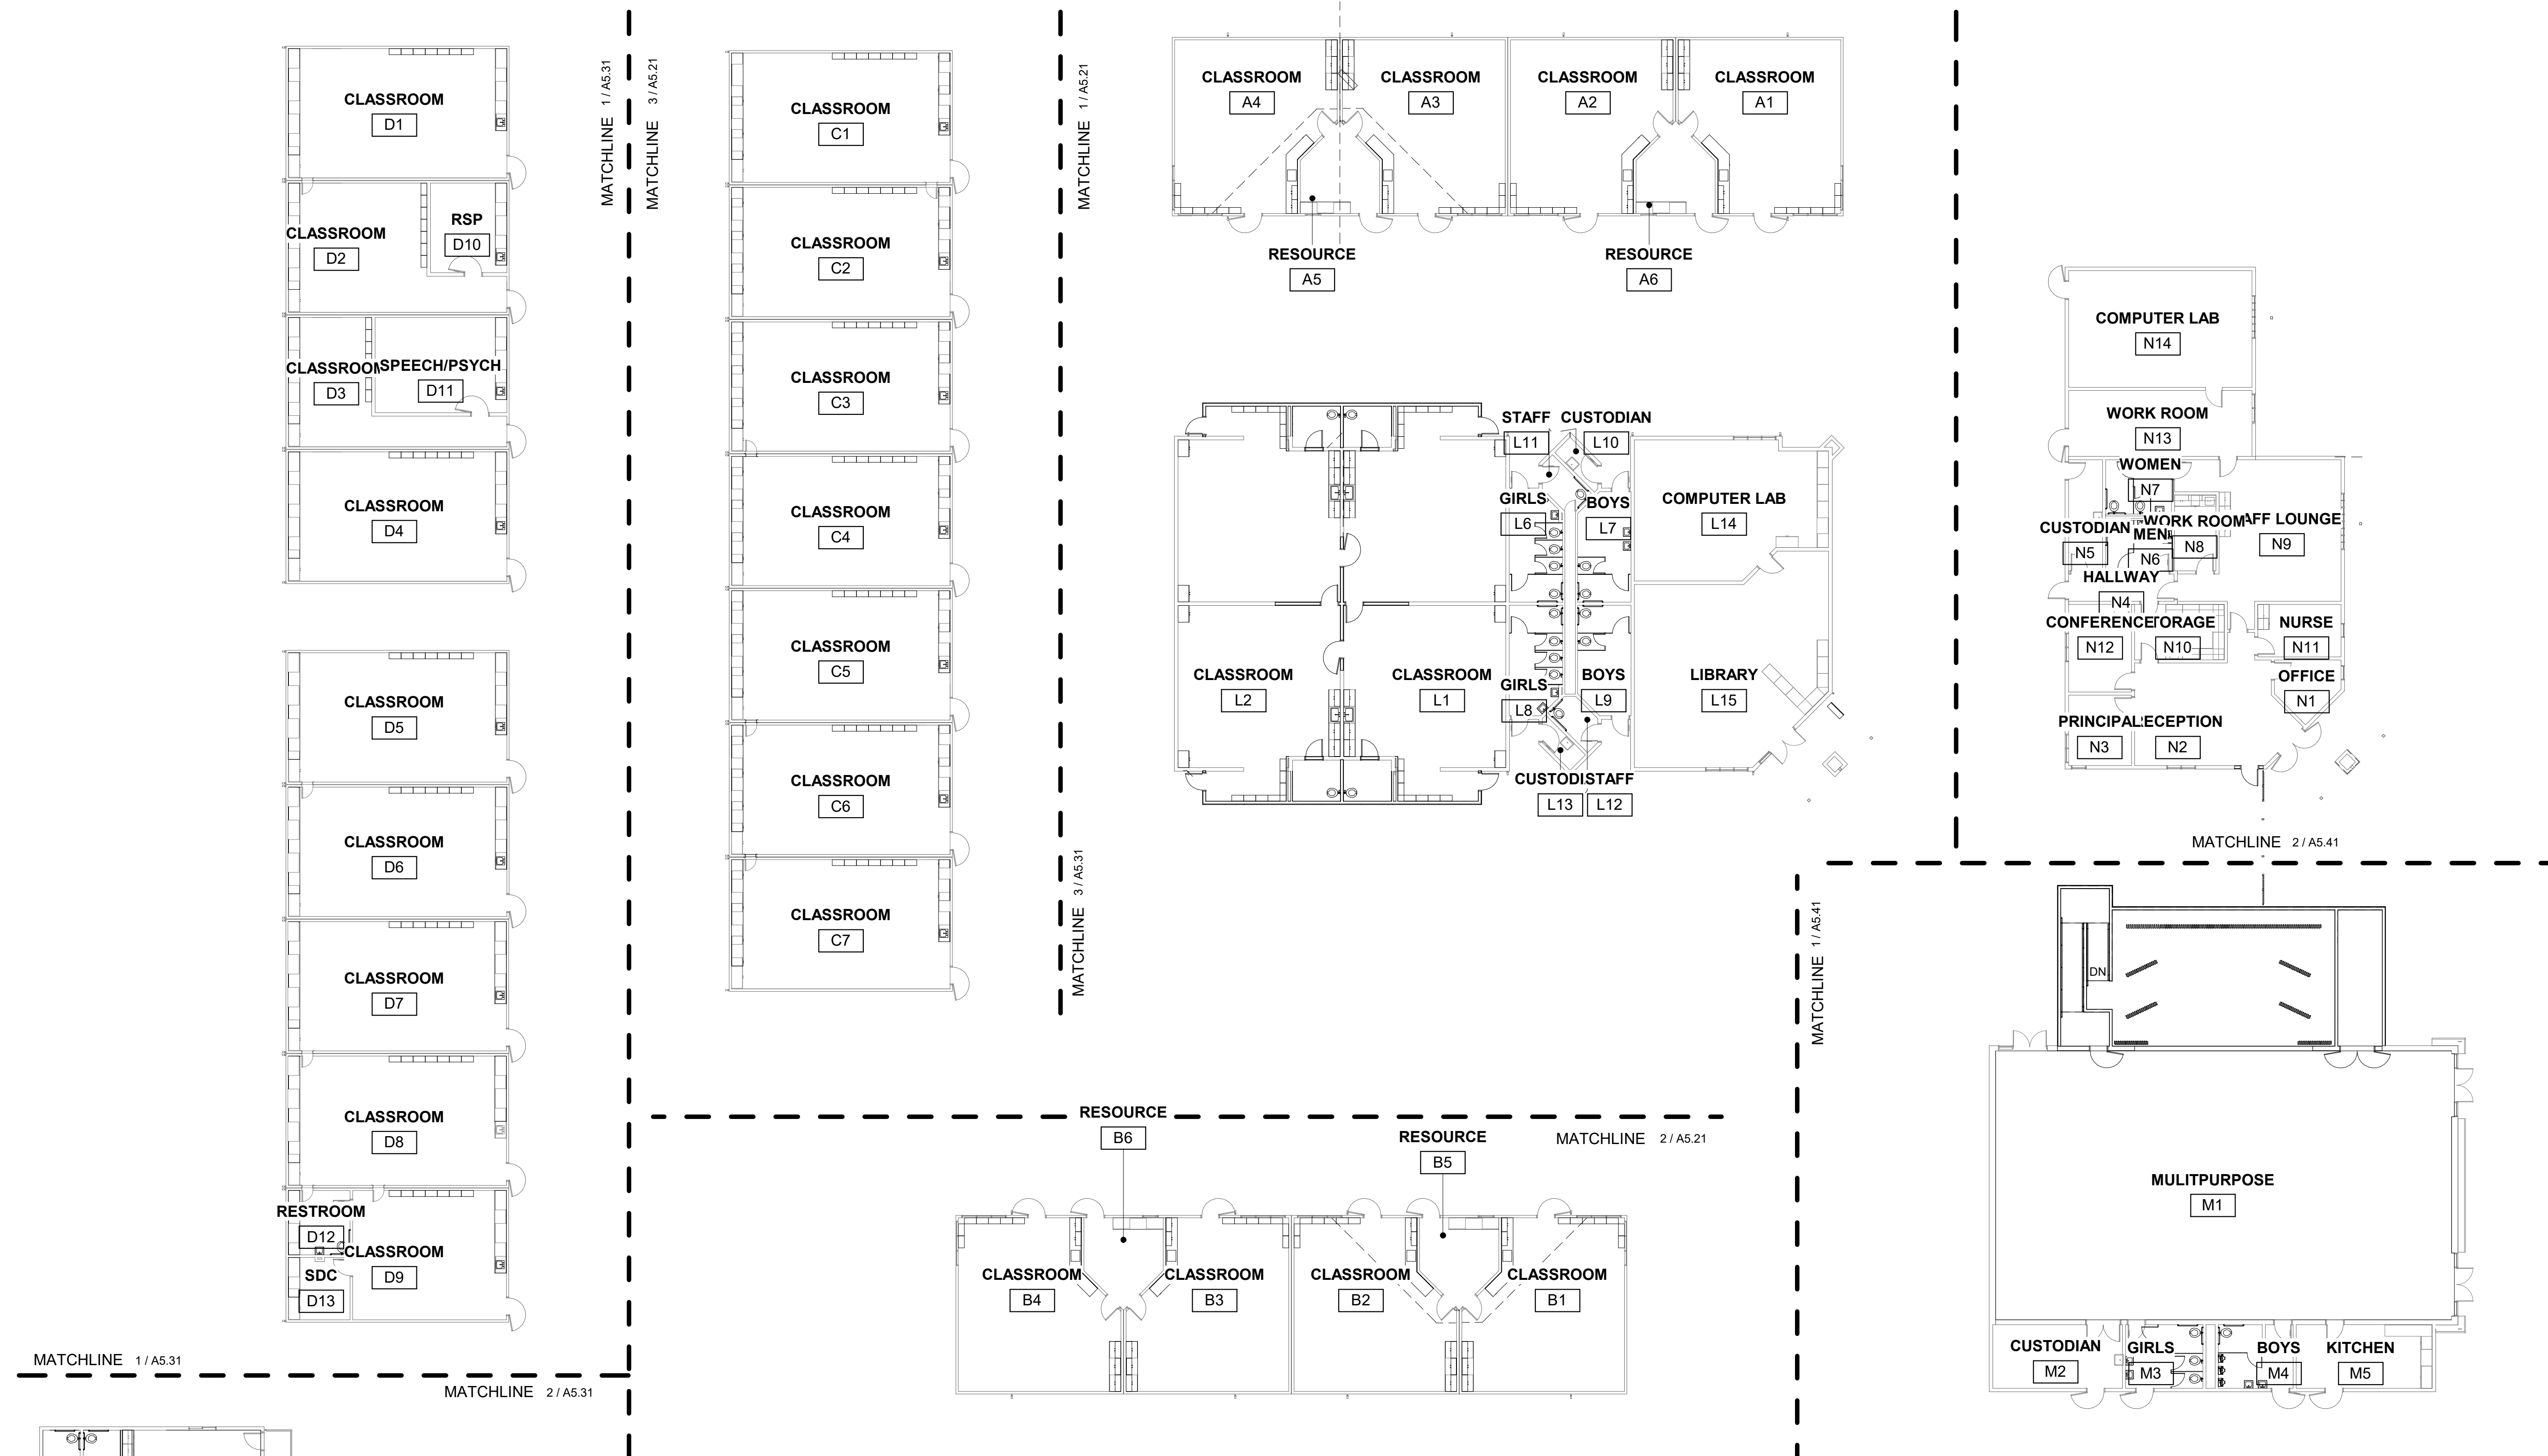 CLASSROOM
D1
CLASSROOM
D2
RSP
D10
CLASSROOM
D3
SPEECH/PSYCH
D11
CLASSROOM
D4
CLASSROOM
D5
CLASSROOM
D6
CLASSROOM
D7
CLASSROOM
D8
RESTROOM
D12
CLASSROOM
D9
SDC
D13
MATCHLINE 1 / A5.31
MATCHLINE 2 / A5.31
MATCHLINE 1 / A5.31
MATCHLINE 3 / A5.21
CLASSROOM
C1
CLASSROOM
C2
CLASSROOM
C3
CLASSROOM
C4
CLASSROOM
C5
CLASSROOM
C6
CLASSROOM
C7
MATCHLINE 1 / A5.21
MATCHLINE 3 / A5.31
CLASSROOM
A4
CLASSROOM
A3
CLASSROOM
A2
CLASSROOM
A1
RESOURCE
A5
RESOURCE
A6
STAFF
L11
CUSTODIAN
L10
GIRLS
L6
BOYS
L7
COMPUTER LAB
L14
CLASSROOM
L2
CLASSROOM
L1
GIRLS
L8
BOYS
L9
LIBRARY
L15
CUSTODI
L13
STAFF
L12
COMPUTER LAB
N14
WORK ROOM
N13
WOMEN
N7
CUSTODIAN
N5
MEN
N6
WORK ROOM
N8
AFF LOUNGE
N9
HALLWAY
N4
CONFERENCE
N12
TORAGE
N10
NURSE
N11
OFFICE
N1
PRINCIPAL
N3
ECEPTION
N2
MATCHLINE 2 / A5.41
MATCHLINE 1 / A5.41
DN
RESOURCE
B6
RESOURCE
B5
MATCHLINE 2 / A5.21
CLASSROOM
B4
CLASSROOM
B3
CLASSROOM
B2
CLASSROOM
B1
MULITPURPOSE
M1
CUSTODIAN
M2
GIRLS
M3
BOYS
M4
KITCHEN
M5